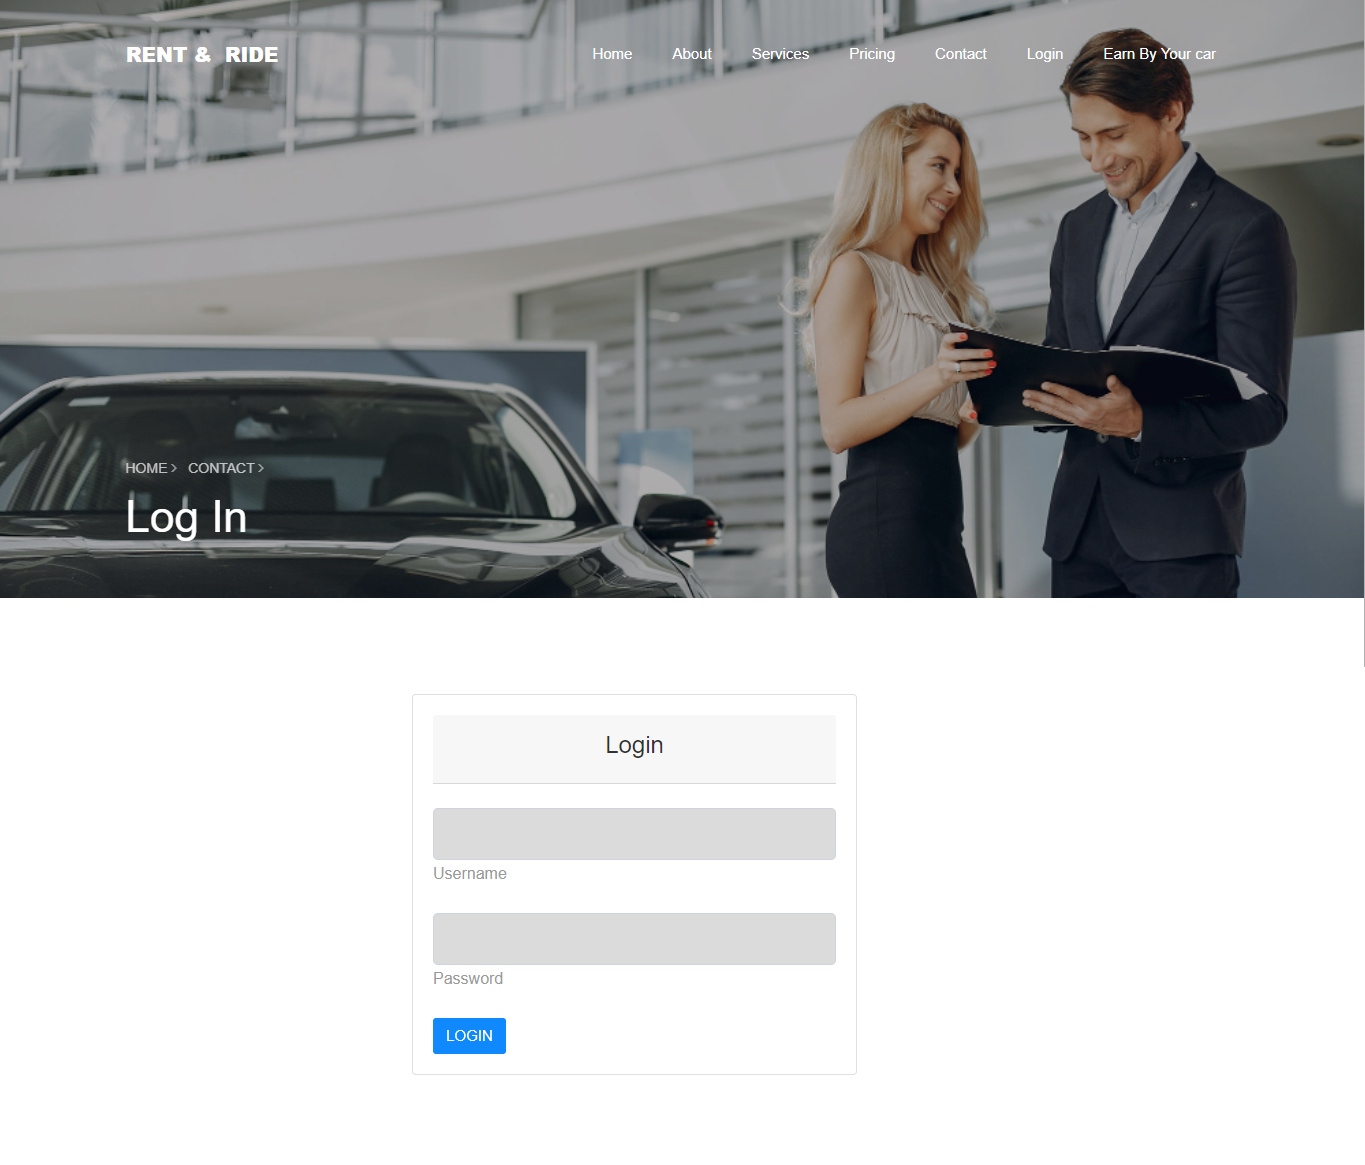 RENT & RIDE
Home About Services Pricing Contact Login Earn By Your car
HOME > CONTACT >
Log In
Login
Username
Password
LOGIN